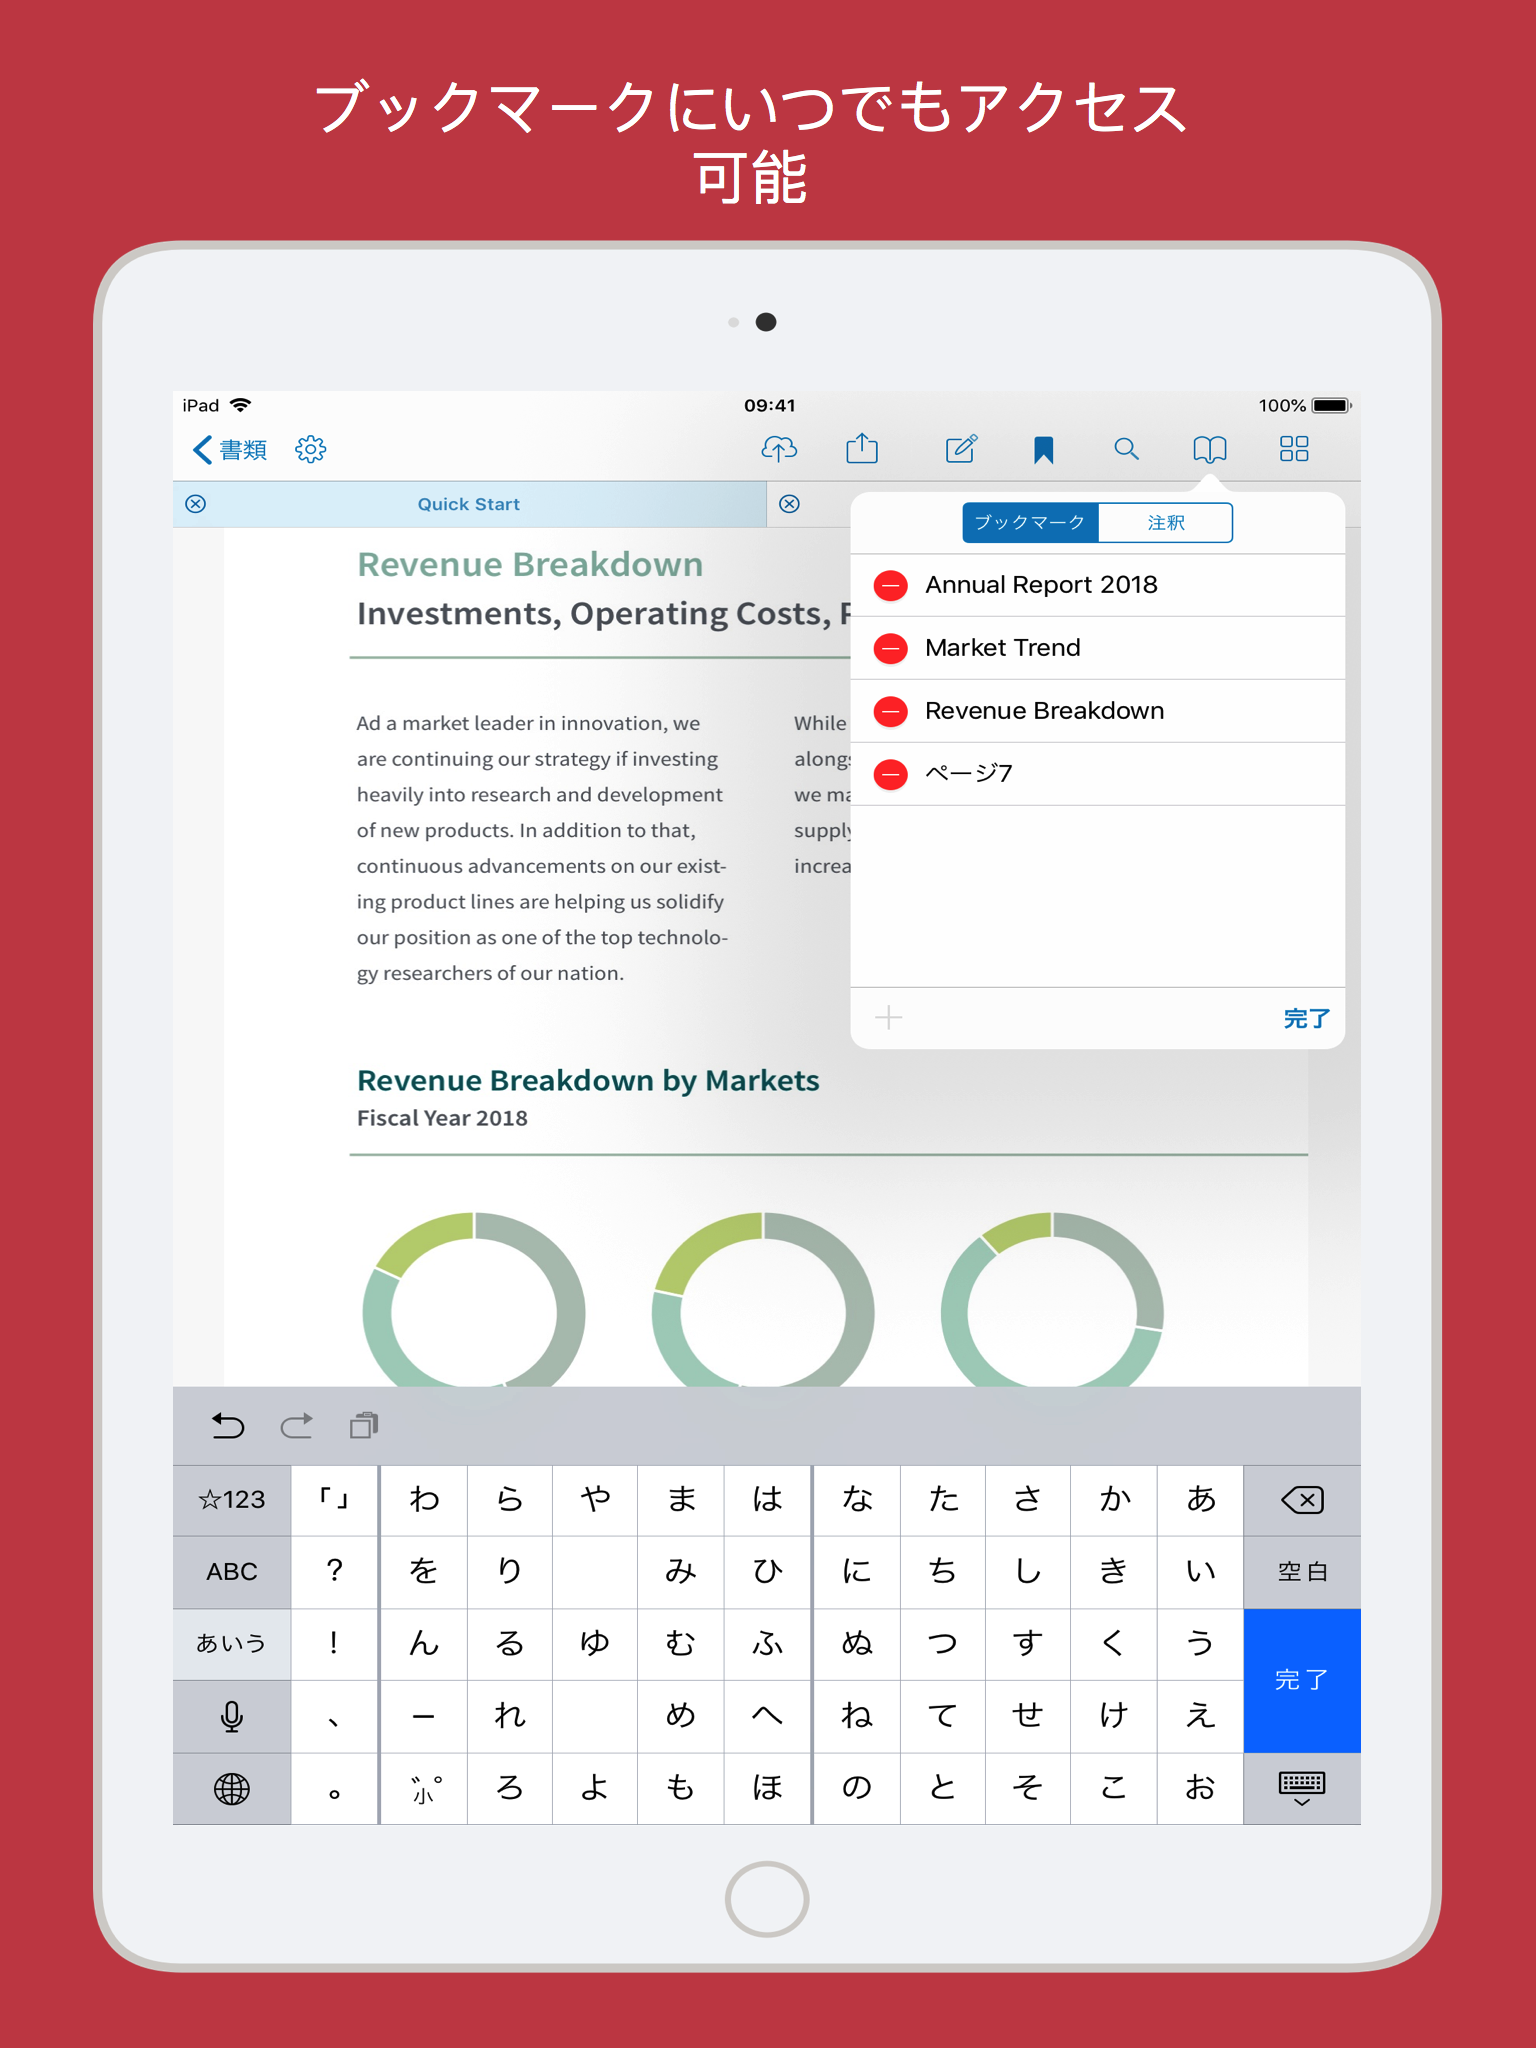 ブックマークにいつでもアクセス
可能
iPad 09:41 100%
書類
Quick Start
ブックマーク 注釈
Annual Report 2018
Market Trend
Revenue Breakdown
ページ7
完了
Revenue Breakdown
Investments, Operating Costs,
Ad a market leader in innovation, we
are continuing our strategy if investing
heavily into research and development
of new products. In addition to that,
continuous advancements on our exist-
ing product lines are helping us solidify
our position as one of the top technolo-
gy researchers of our nation.
While
we
Revenue Breakdown by Markets
Fiscal Year 2018
☆123 「」 わ ら や ま は な た さ か あ
ABC ? を り み ひ に ち し き い 空白
あいう ! ん る ゆ む ふ ぬ つ す く う 完了
、 ー れ め へ ね て せ け え
。 ゛゜小 ろ よ も ほ の と そ こ お